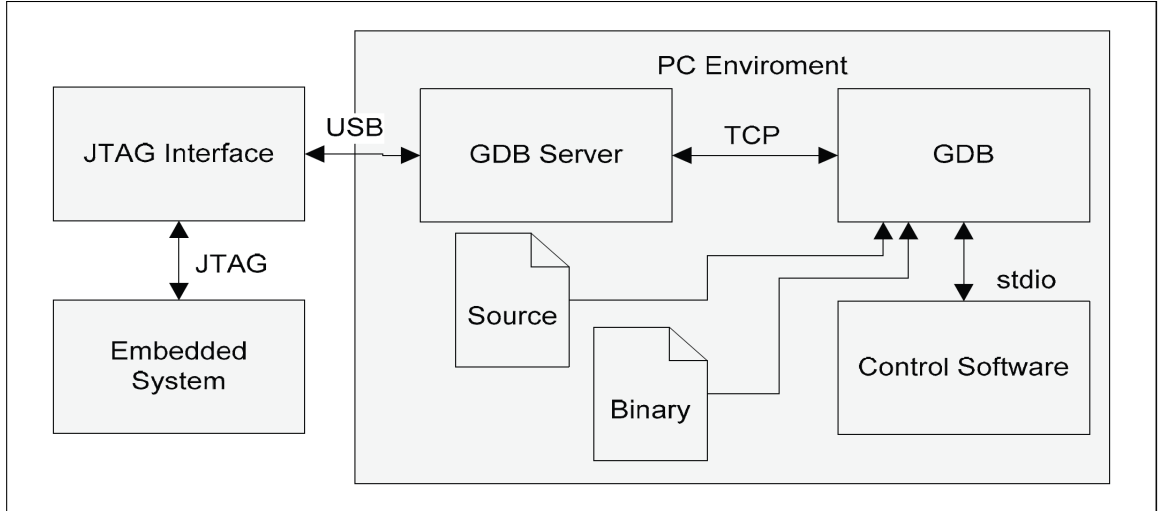 PC Enviroment
JTAG Interface
USB
GDB Server
TCP
GDB
JTAG
Source
stdio
Embedded
System
Binary
Control Software